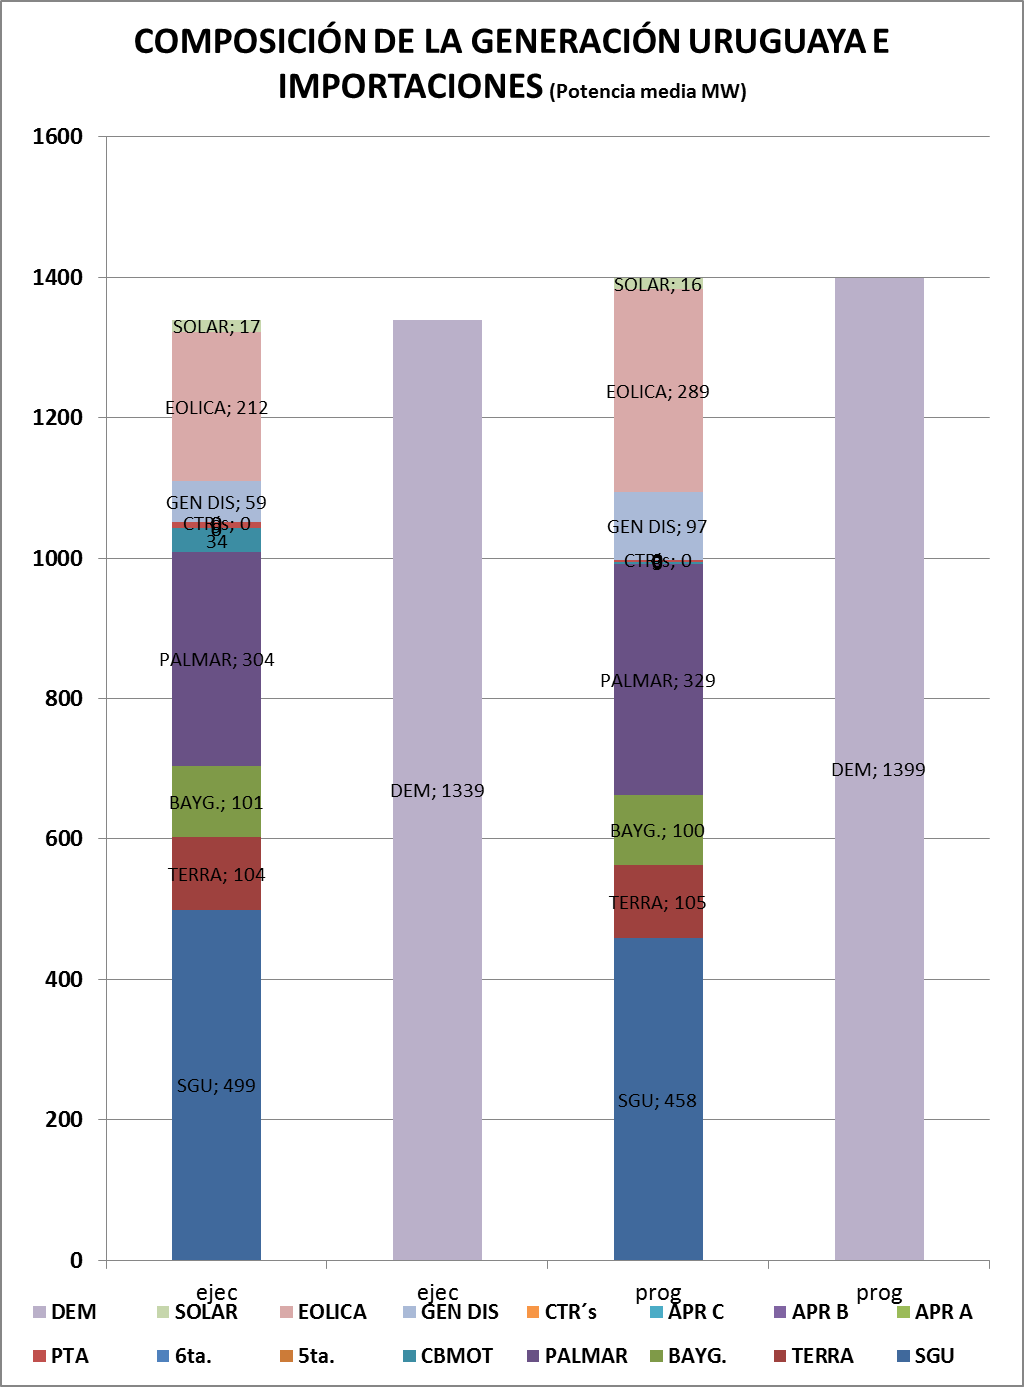 COMPOSICIÓN DE LA GENERACIÓN URUGUAYA E
IMPORTACIONES (Potencia media MW)
1600
1400
1200
1000
800
600
400
200
0
SOLAR; 17
EOLICA; 212
GEN DIS; 59
CTR´s; 0
34
PALMAR; 304
BAYG.; 101
TERRA; 104
SGU; 499
DEM; 1339
SOLAR; 16
EOLICA; 289
GEN DIS; 97
CTR´s; 0
PALMAR; 329
BAYG.; 100
TERRA; 105
SGU; 458
DEM; 1399
ejec ejec prog prog
DEM SOLAR EOLICA GEN DIS CTR´s APR C APR B APR A
PTA 6ta. 5ta. CBMOT PALMAR BAYG. TERRA SGU